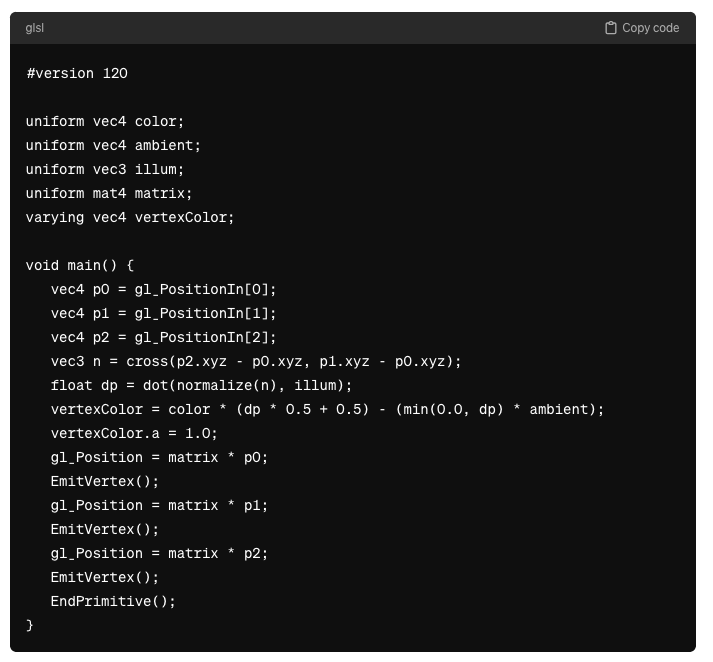 glsl
Copy code
#version 120
uniform vec4 color;
uniform vec4 ambient;
uniform vec3 illum;
uniform mat4 matrix;
varying vec4 vertexColor;
void main() {
   vec4 p0 = gl_PositionIn[0];
   vec4 p1 = gl_PositionIn[1];
   vec4 p2 = gl_PositionIn[2];
   vec3 n = cross(p2.xyz - p0.xyz, p1.xyz - p0.xyz);
   float dp = dot(normalize(n), illum);
   vertexColor = color * (dp * 0.5 + 0.5) - (min(0.0, dp) * ambient);
   vertexColor.a = 1.0;
   gl_Position = matrix * p0;
   EmitVertex();
   gl_Position = matrix * p1;
   EmitVertex();
   gl_Position = matrix * p2;
   EmitVertex();
   EndPrimitive();
}